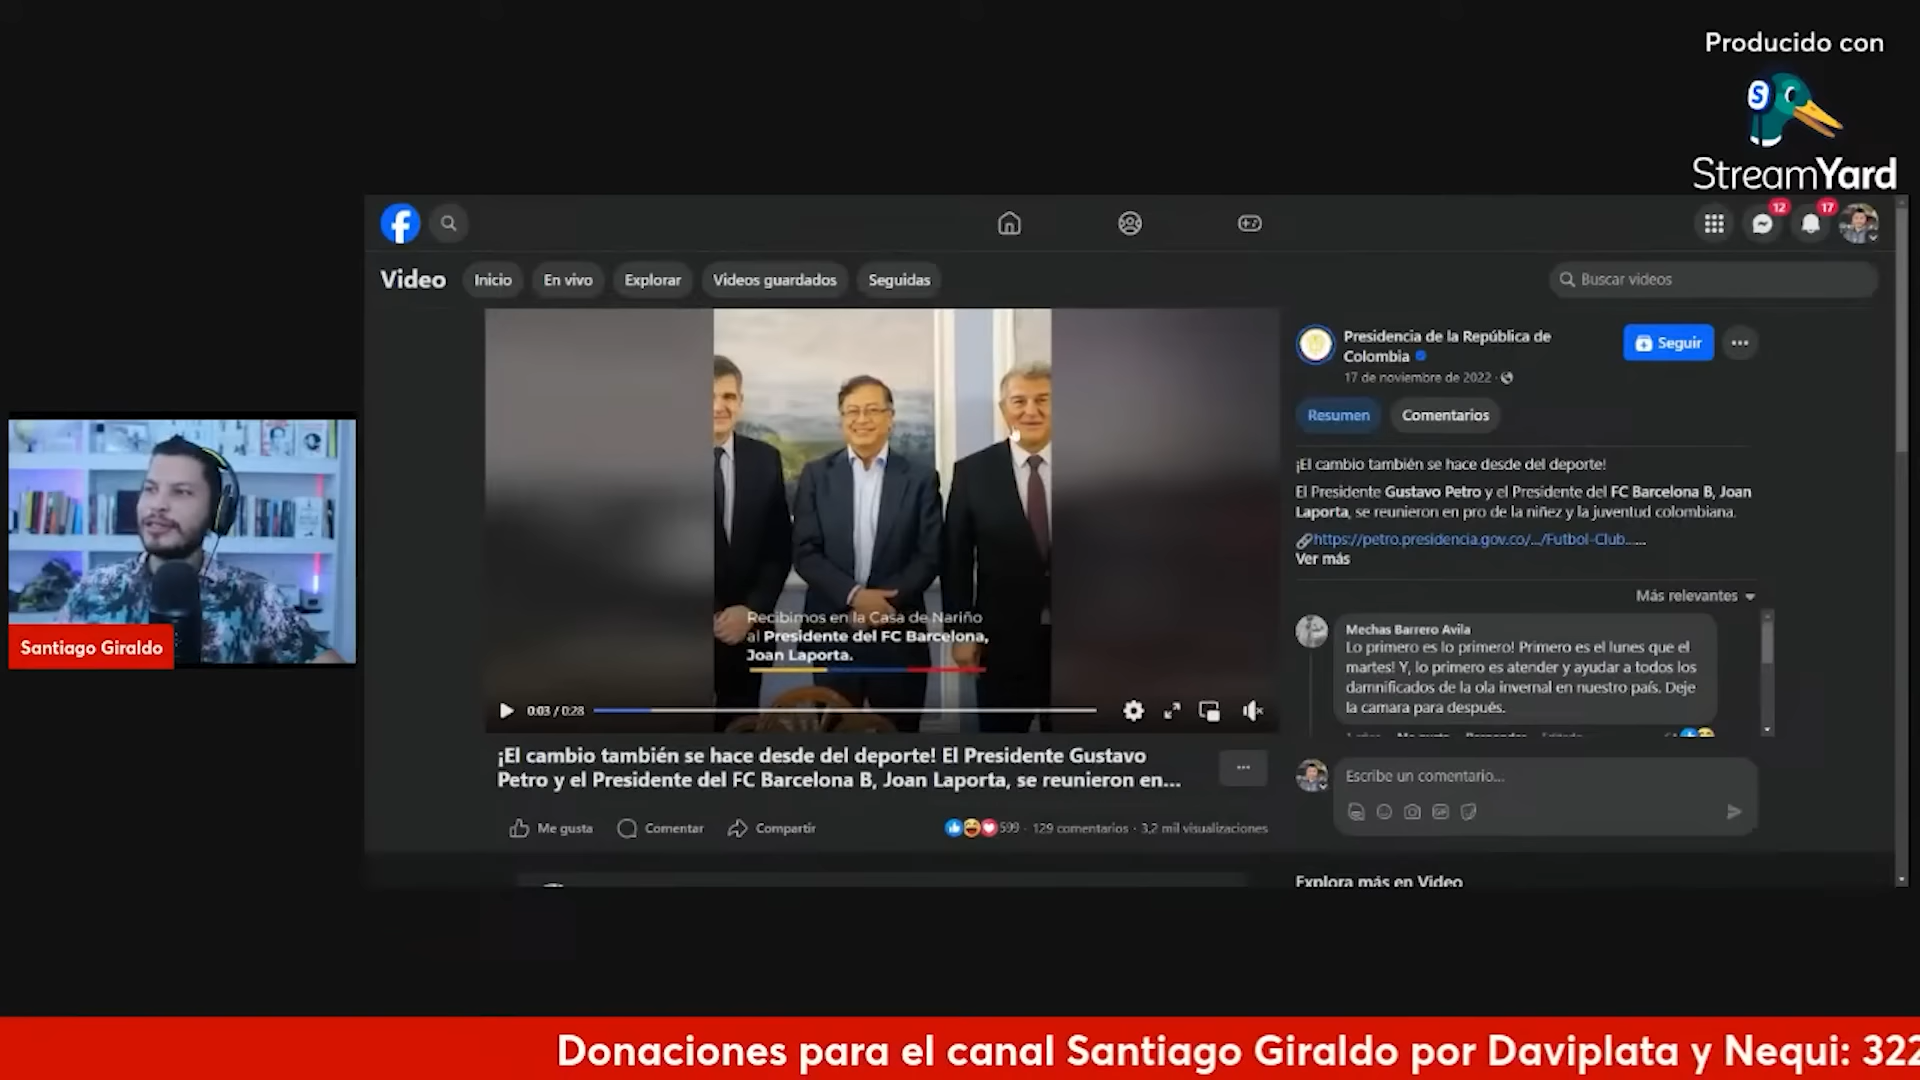 Producido con
StreamYard
12
17
Video
Inicio
En vivo
Explorar
Videos guardados
Seguidas
Buscar videos
Presidencia de la República de
Colombia
17 de noviembre de 2022 ·
Seguir
Resumen
Comentarios
¡El cambio también se hace desde del deporte!
El Presidente Gustavo Petro y el Presidente del FC Barcelona B, Joan
Laporta, se reunieron en pro de la niñez y la juventud colombiana.
https://petro.presidencia.gov.co/.../Futbol-Club......
Ver más
Más relevantes
Mechas Barrero Avila
Lo primero es lo primero! Primero es el lunes que el
martes! Y, lo primero es atender y ayudar a todos los
damnificados de la ola invernal en nuestro país. Deje
la camara para después.
Escribe un comentario...
GIF
Explora más en Video
Recibimos en la Casa de Nariño
al Presidente del FC Barcelona,
Joan Laporta.
0:03 / 0:28
¡El cambio también se hace desde del deporte! El Presidente Gustavo
Petro y el Presidente del FC Barcelona B, Joan Laporta, se reunieron en...
Me gusta
Comentar
Compartir
599 · 129 comentarios · 3,2 mil visualizaciones
Santiago Giraldo
Donaciones para el canal Santiago Giraldo por Daviplata y Nequi: 322